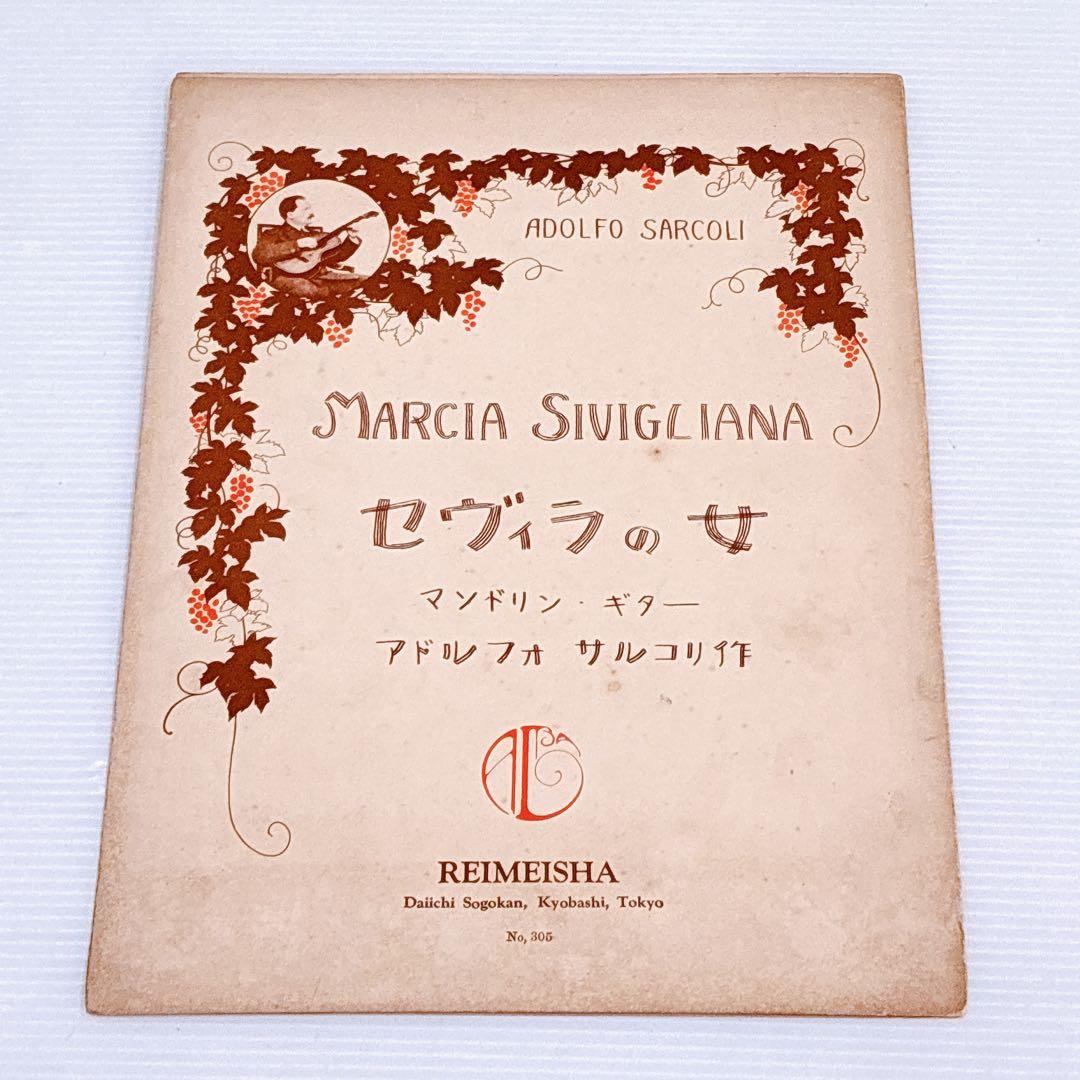 ADOLFO SARCOLI
MARCIA SIVIGLIANA
セヴィラの女
マンドリン・ギター
アドルフォ サルコリ作
ALBA
REIMEISHA
Daiichi Sogokan, Kyobashi, Tokyo
No, 305